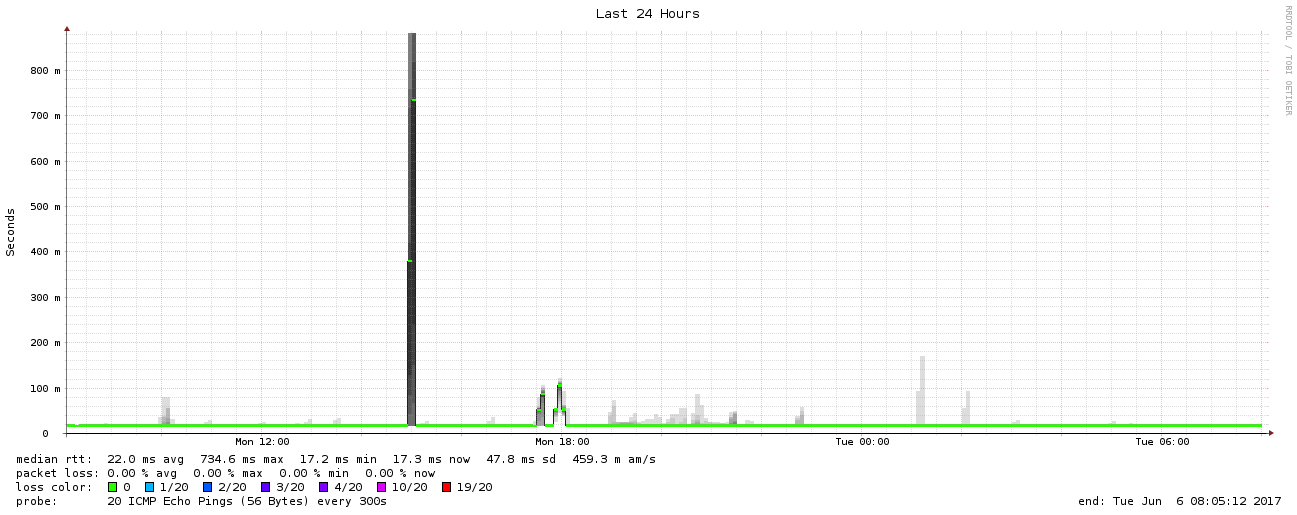 Last 24 Hours
RRDTOOL / TOBI OETIKER
Seconds
800 m
700 m
600 m
500 m
400 m
300 m
200 m
100 m
0
Mon 12:00 Mon 18:00 Tue 00:00 Tue 06:00
median rtt: 22.0 ms avg 734.6 ms max 17.2 ms min 17.3 ms now 47.8 ms sd 459.3 m am/s
packet loss: 0.00 % avg 0.00 % max 0.00 % min 0.00 % now
loss color: 0 1/20 2/20 3/20 4/20 10/20 19/20
probe: 20 ICMP Echo Pings (56 Bytes) every 300s end: Tue Jun 6 08:05:12 2017